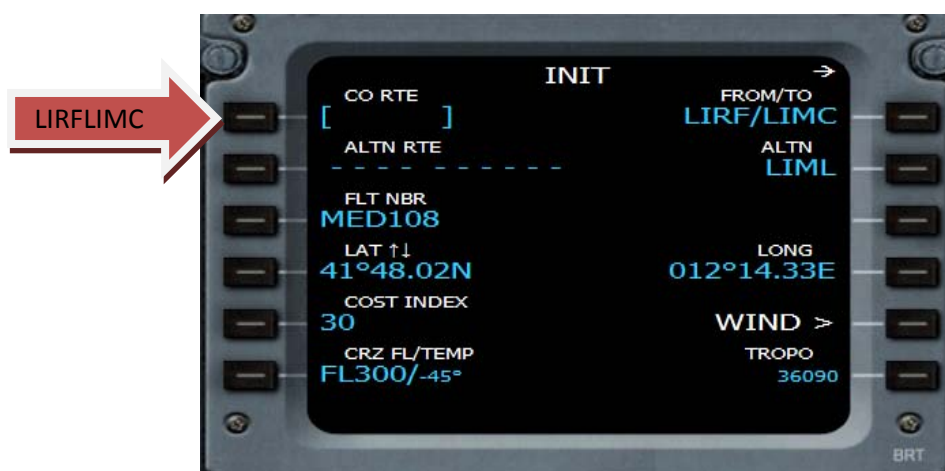 INIT →
CO RTE FROM/TO
LIRFLIMC [ ] LIRF/LIMC
ALTN RTE ALTN
- - - - - - - - - - LIML
FLT NBR
MED108
LAT ↑↓ LONG
41°48.02N 012°14.33E
COST INDEX
30 WIND >
CRZ FL/TEMP TROPO
FL300/-45° 36090
BRT